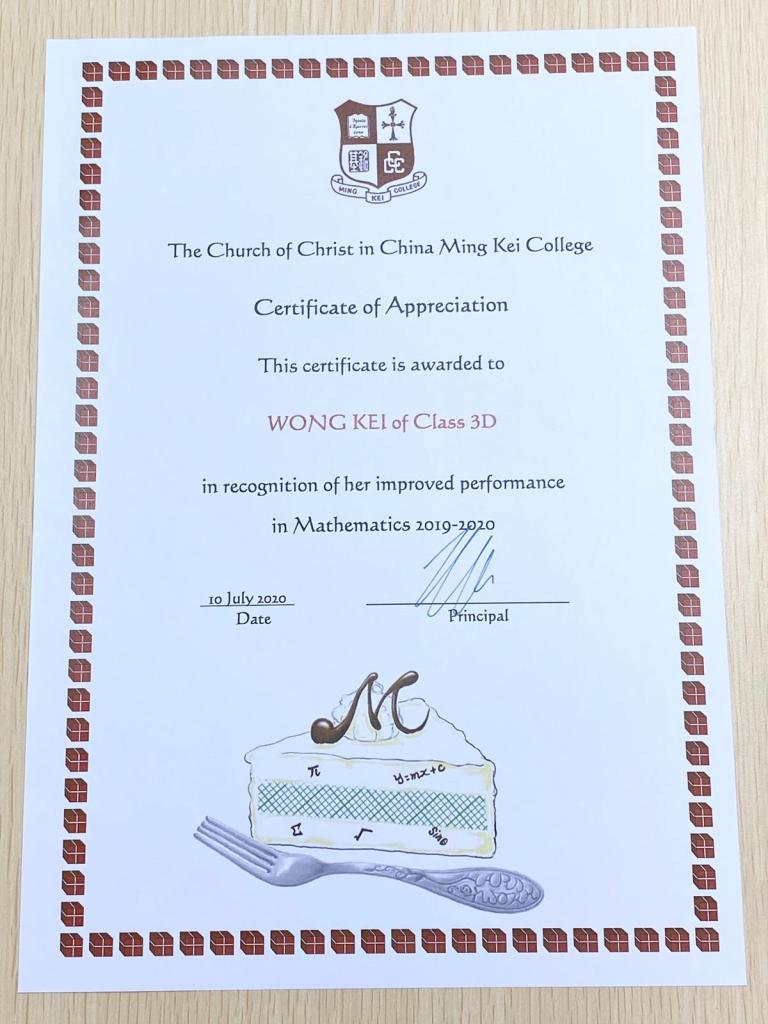 MING KEI COLLEGE
The Church of Christ in China Ming Kei College
Certificate of Appreciation
This certificate is awarded to
WONG KEI of Class 3D
in recognition of her improved performance
in Mathematics 2019-2020
10 July 2020
Date
Principal
M
π
y=mx+c
Σ
√
sinθ